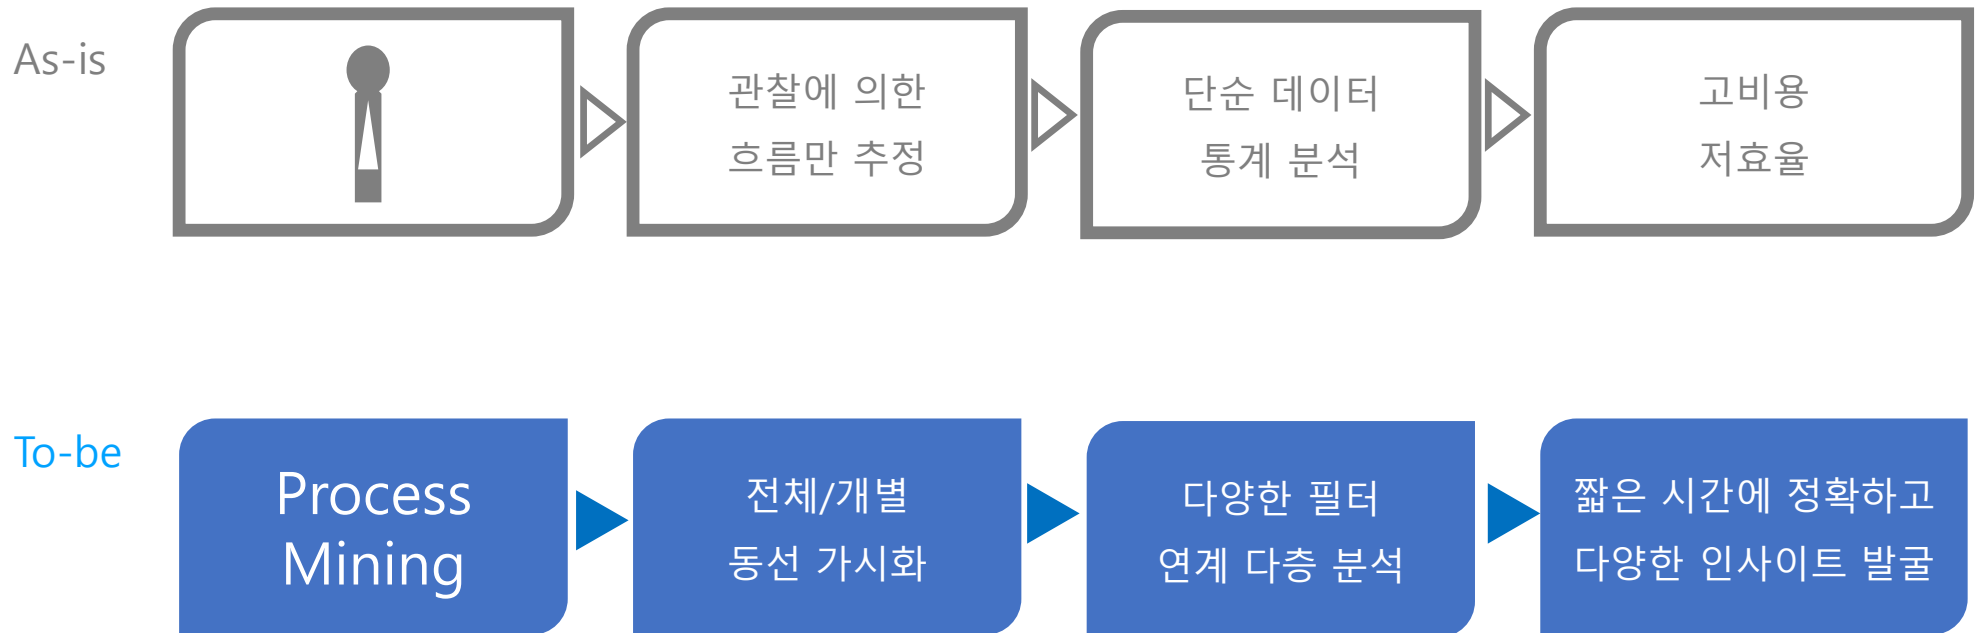 As-is
관찰에 의한
흐름만 추정
단순 데이터
통계 분석
고비용
저효율
To-be
Process
Mining
전체/개별
동선 가시화
다양한 필터
연계 다층 분석
짧은 시간에 정확하고
다양한 인사이트 발굴